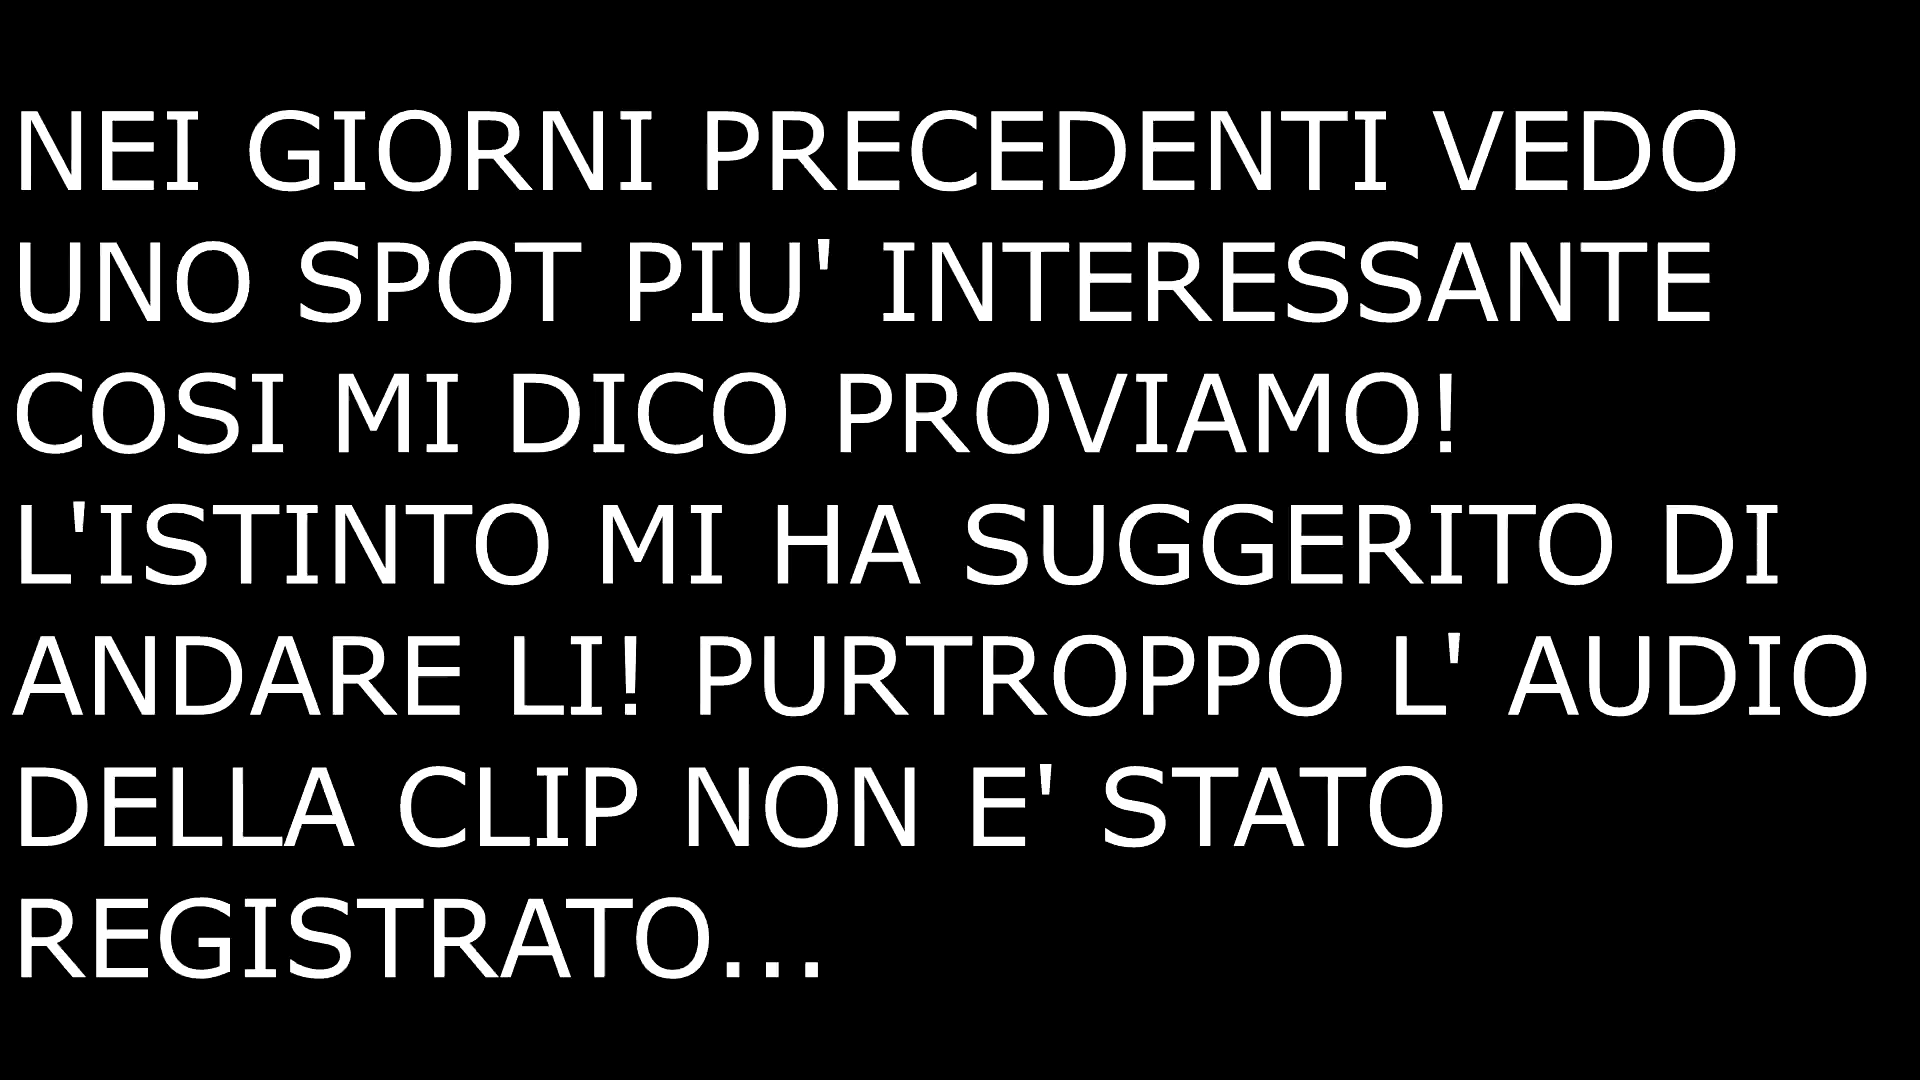 NEI GIORNI PRECEDENTI VEDO
UNO SPOT PIU' INTERESSANTE
COSI MI DICO PROVIAMO!
L'ISTINTO MI HA SUGGERITO DI
ANDARE LI! PURTROPPO L' AUDIO
DELLA CLIP NON E' STATO
REGISTRATO...